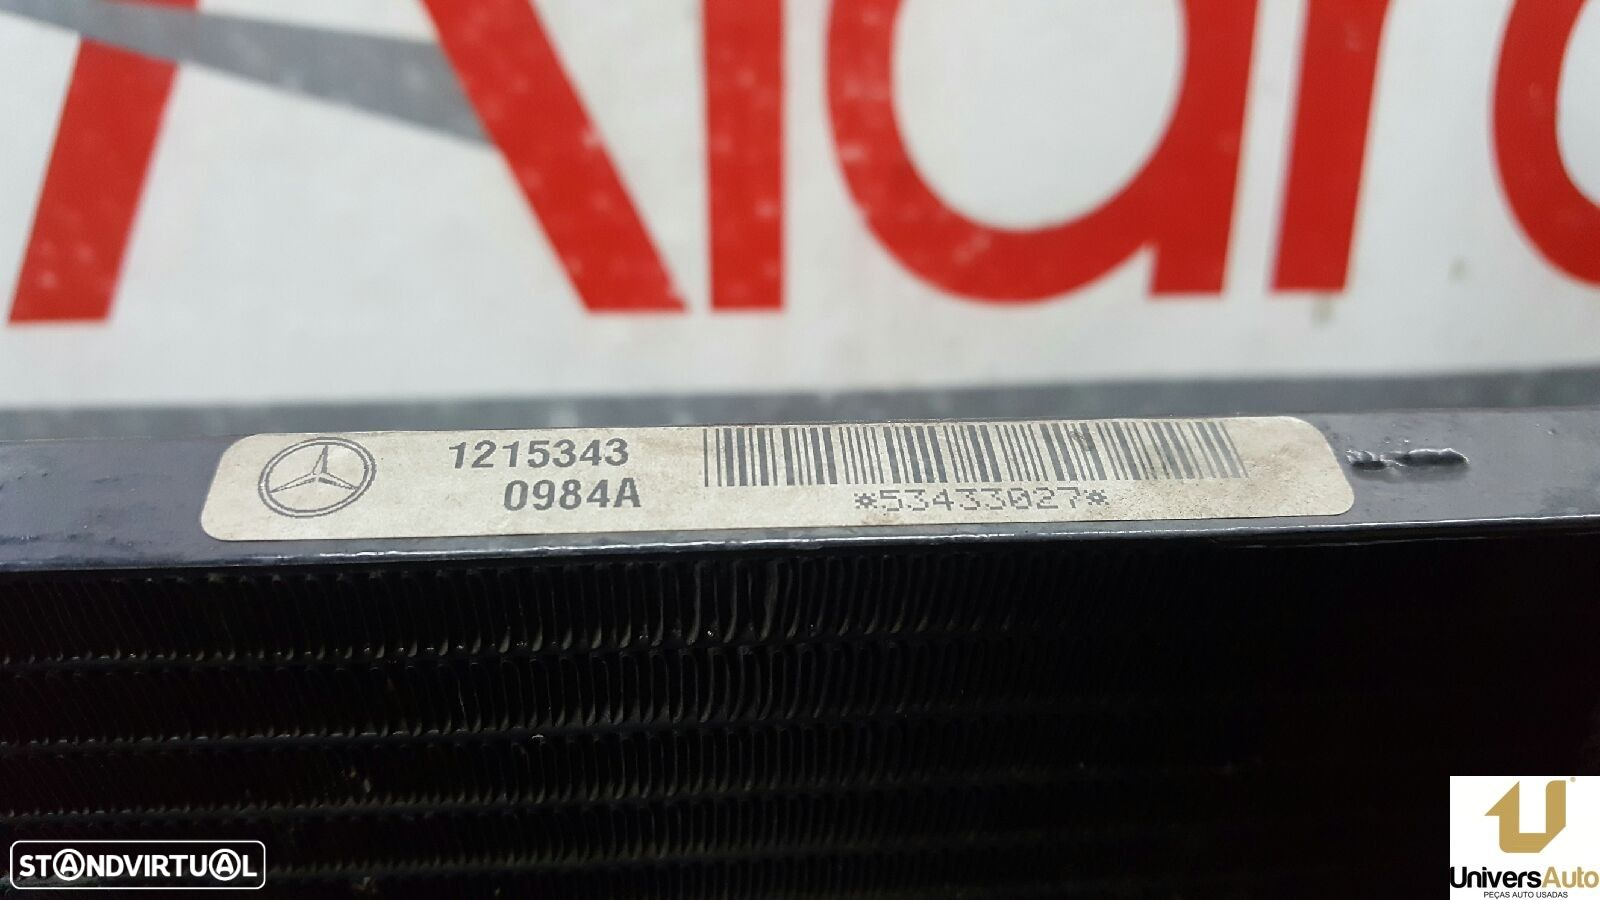 1215343
0984A
*53433027*
STANDVIRTUAL
UniversAuto
PEÇAS AUTO USADAS